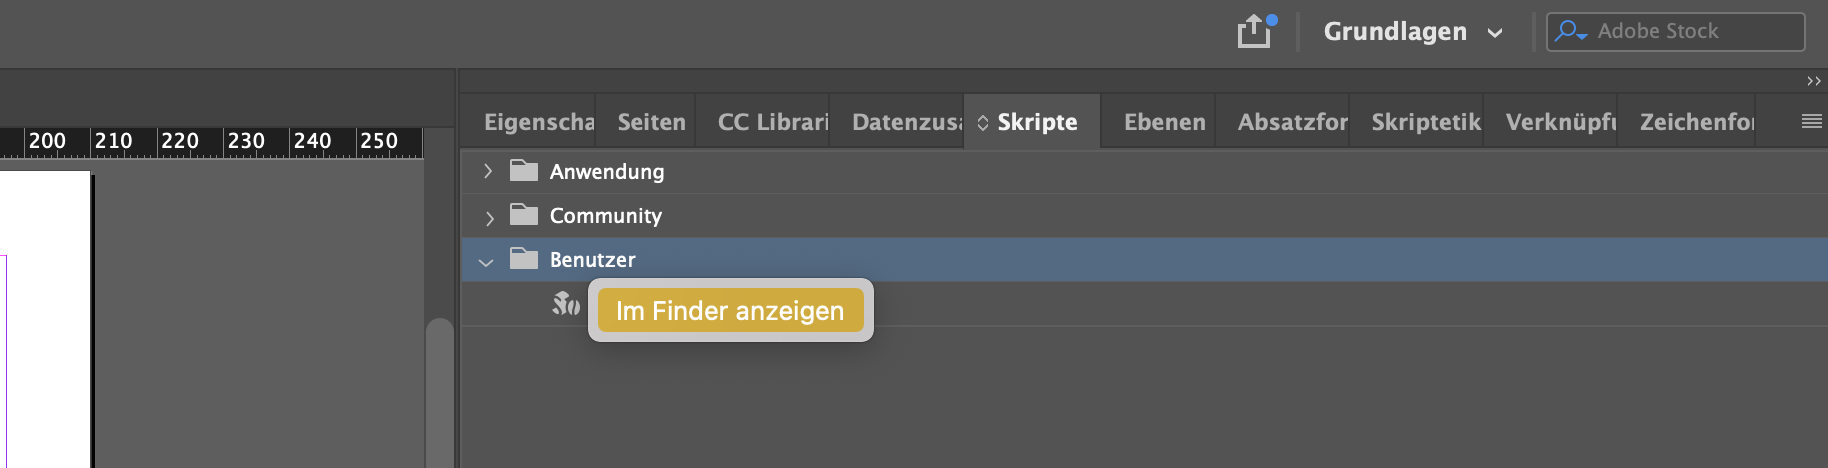 Grundlagen
Adobe Stock
200 210 220 230 240 250
Eigenscha Seiten CC Librari Datenzusa Skripte Ebenen Absatzfor Skriptetik Verknüpfu Zeichenfor
Anwendung
Community
Benutzer
Im Finder anzeigen